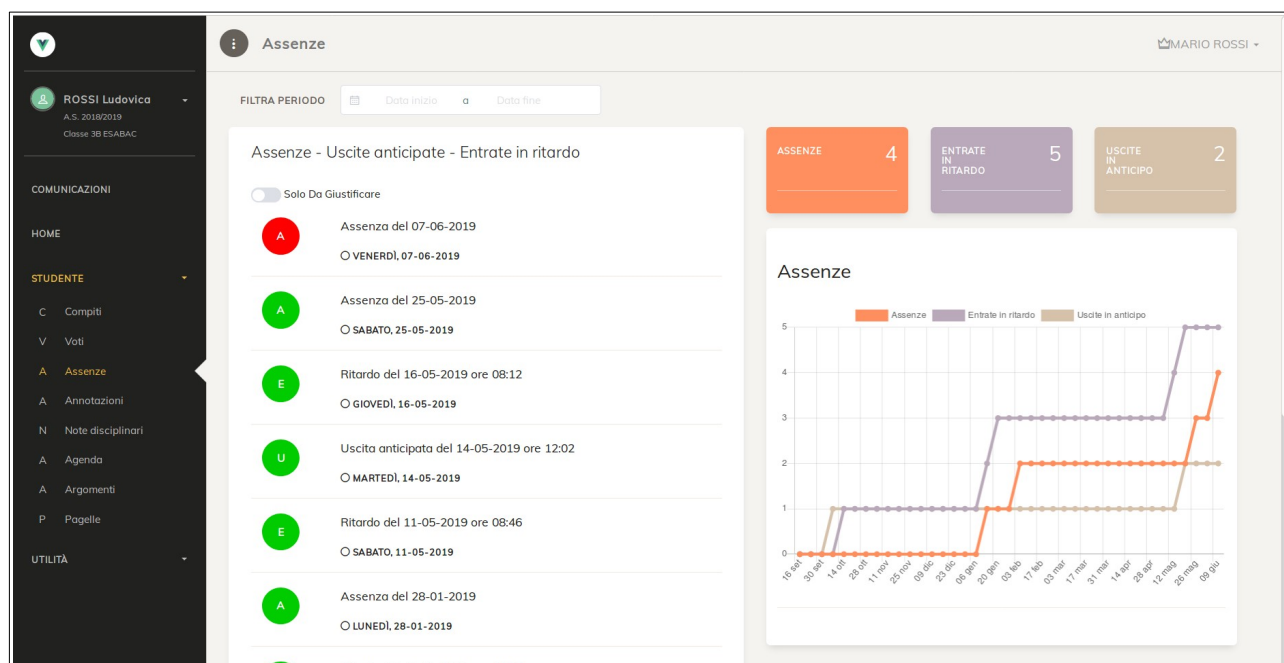 Assenze
MARIO ROSSI
ROSSI Ludovica
A.S. 2018/2019
Classe 3B ESABAC
COMUNICAZIONI
HOME
STUDENTE
C Compiti
V Voti
A Assenze
A Annotazioni
N Note disciplinari
A Agenda
A Argomenti
P Pagelle
UTILITÀ
FILTRA PERIODO
Data inizio a Data fine
Assenze - Uscite anticipate - Entrate in ritardo
Solo Da Giustificare
A
Assenza del 07-06-2019
VENERDÌ, 07-06-2019
A
Assenza del 25-05-2019
SABATO, 25-05-2019
E
Ritardo del 16-05-2019 ore 08:12
GIOVEDÌ, 16-05-2019
U
Uscita anticipata del 14-05-2019 ore 12:02
MARTEDÌ, 14-05-2019
E
Ritardo del 11-05-2019 ore 08:46
SABATO, 11-05-2019
A
Assenza del 28-01-2019
LUNEDÌ, 28-01-2019
ASSENZE 4
ENTRATE
IN
RITARDO
5
USCITE
IN
ANTICIPO
2
Assenze
Assenze Entrate in ritardo Uscite in anticipo
5
4
3
2
1
0
16 set 30 set 14 ott 28 ott 11 nov 25 nov 09 dic 23 dic 06 gen 20 gen 03 feb 17 feb 03 mar 17 mar 31 mar 14 apr 28 apr 12 mag 26 mag 09 giu